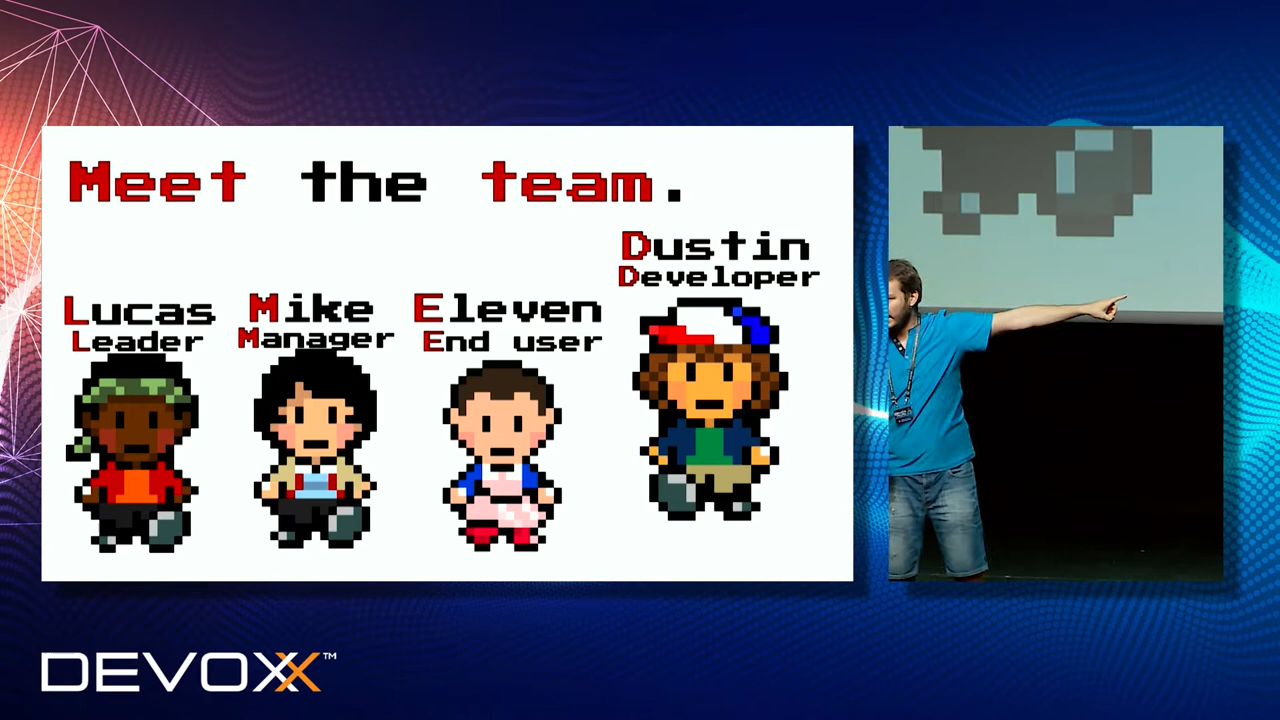 Meet the team.
Dustin
Developer
Lucas
Leader
Mike
Manager
Eleven
End user
DEVOXX™